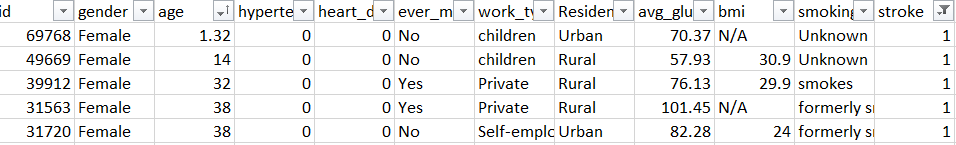 id gender age hyperte heart_d ever_m work_ty Residen avg_glu bmi smoking stroke
69768 Female 1.32 0 0 No children Urban 70.37 N/A Unknown 1
49669 Female 14 0 0 No children Rural 57.93 30.9 Unknown 1
39912 Female 32 0 0 Yes Private Rural 76.13 29.9 smokes 1
31563 Female 38 0 0 Yes Private Rural 101.45 N/A formerly sm 1
31720 Female 38 0 0 No Self-emplo Urban 82.28 24 formerly sm 1